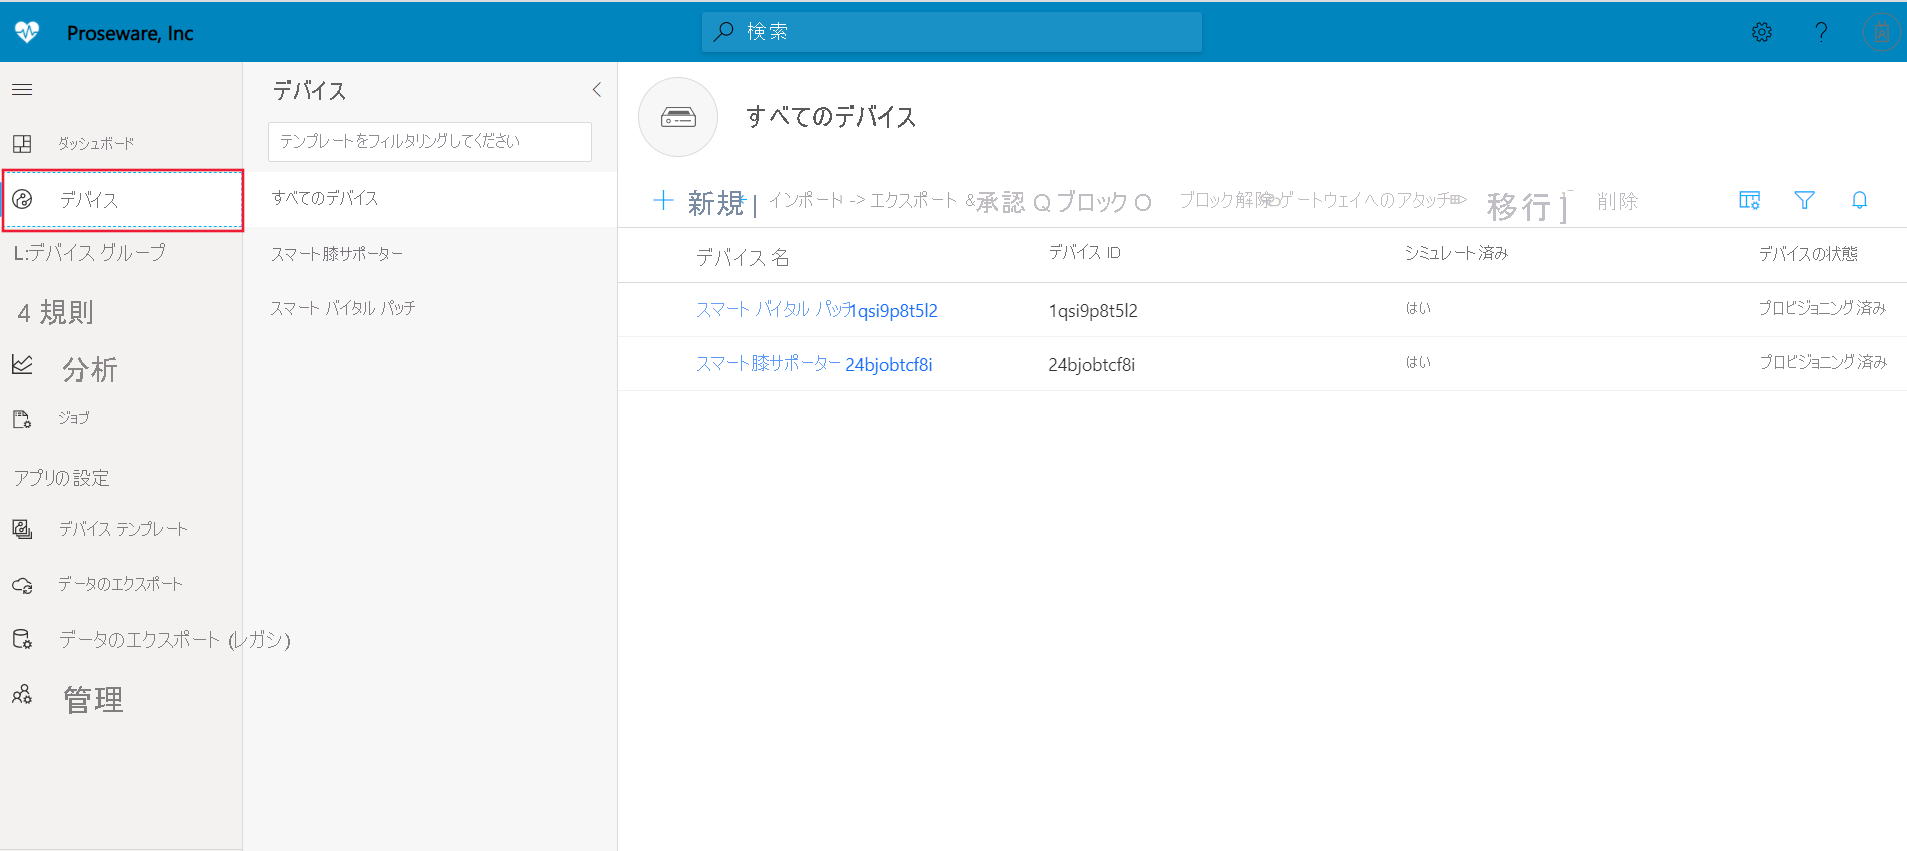 Proseware, Inc
検索
デバイス
テンプレートをフィルタリングしてください
すべてのデバイス
スマート膝サポーター
スマート バイタル パッチ
ダッシュボード
デバイス
L:デバイス グループ
4 規則
分析
ジョブ
アプリの設定
デバイス テンプレート
データのエクスポート
データのエクスポート (レガシ)
管理
すべてのデバイス
新規 | インポート -> エクスポート &承認 Q ブロック O ブロック解除 ゲートウェイへのアタッチ 移行 ] 削除
デバイス 名 デバイス ID シミュレート済み デバイスの状態
スマート バイタル パッチ1qsi9p8t5l2 1qsi9p8t5l2 はい プロビジョニング済み
スマート膝サポーター 24bjobtcf8i 24bjobtcf8i はい プロビジョニング済み